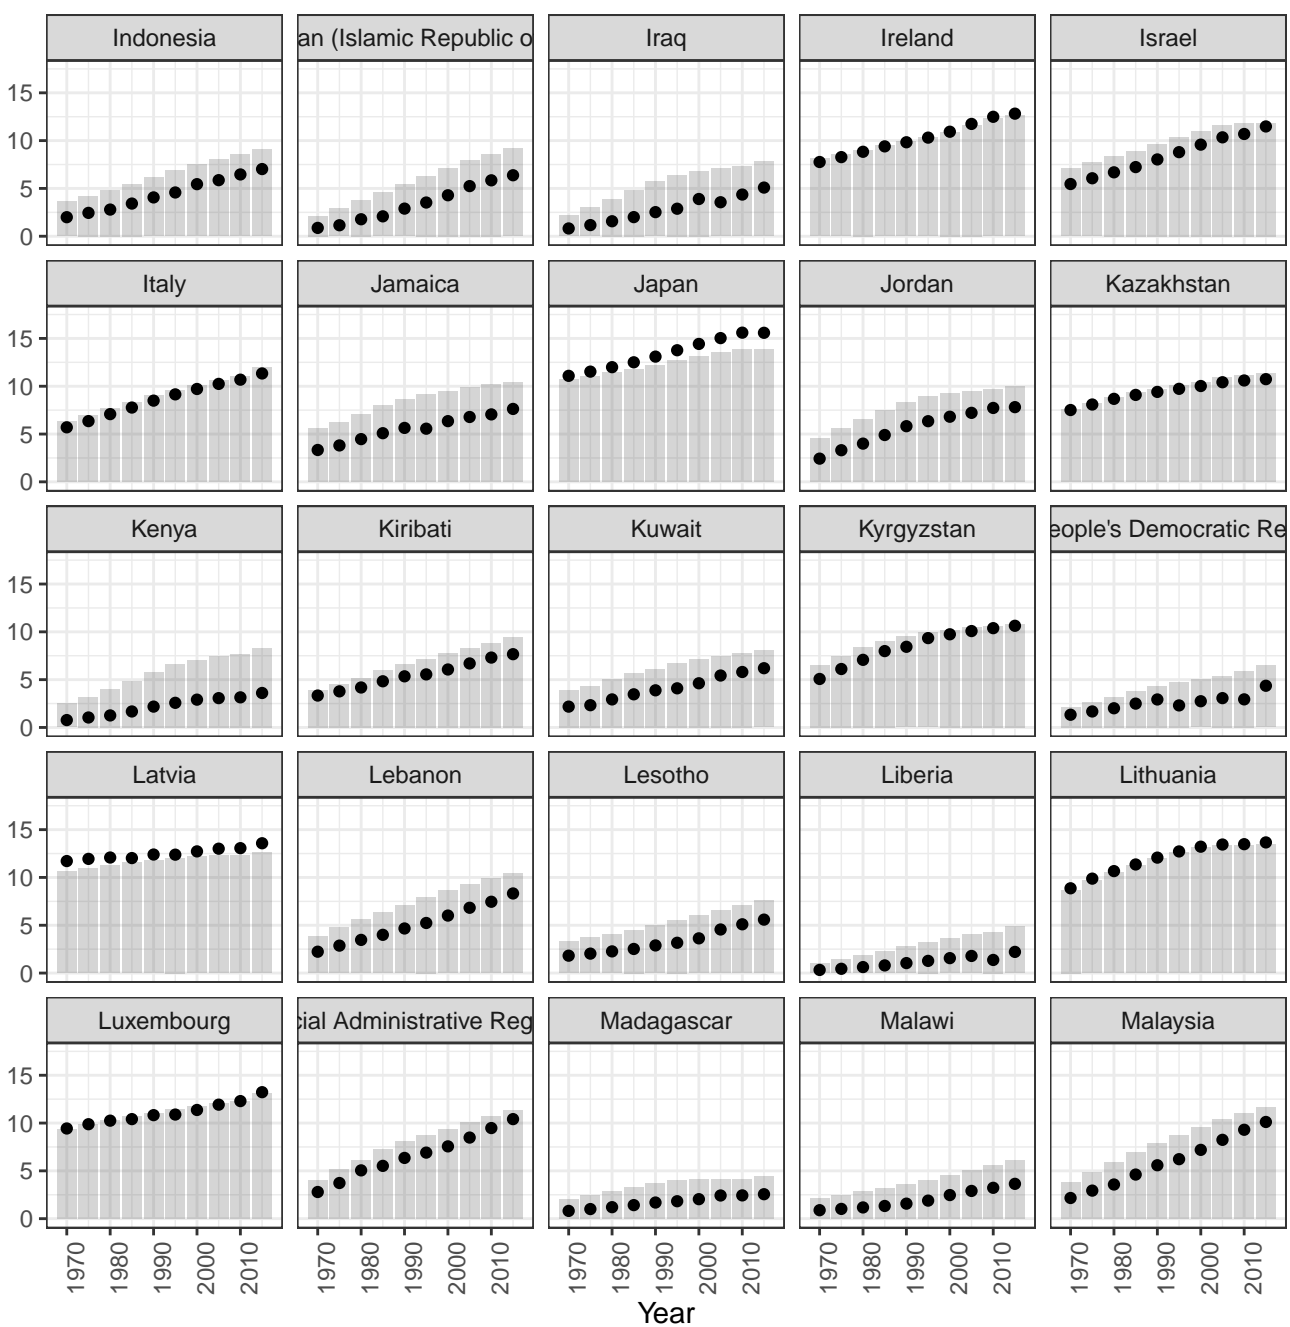 Indonesia an (Islamic Republic o Iraq Ireland Israel
15
10
5
0
Italy Jamaica Japan Jordan Kazakhstan
15
10
5
0
Kenya Kiribati Kuwait Kyrgyzstan eople's Democratic Re
15
10
5
0
Latvia Lebanon Lesotho Liberia Lithuania
15
10
5
0
Luxembourg cial Administrative Reg Madagascar Malawi Malaysia
15
10
5
0
1970 1980 1990 2000 2010 1970 1980 1990 2000 2010 1970 1980 1990 2000 2010 1970 1980 1990 2000 2010 1970 1980 1990 2000 2010
Year